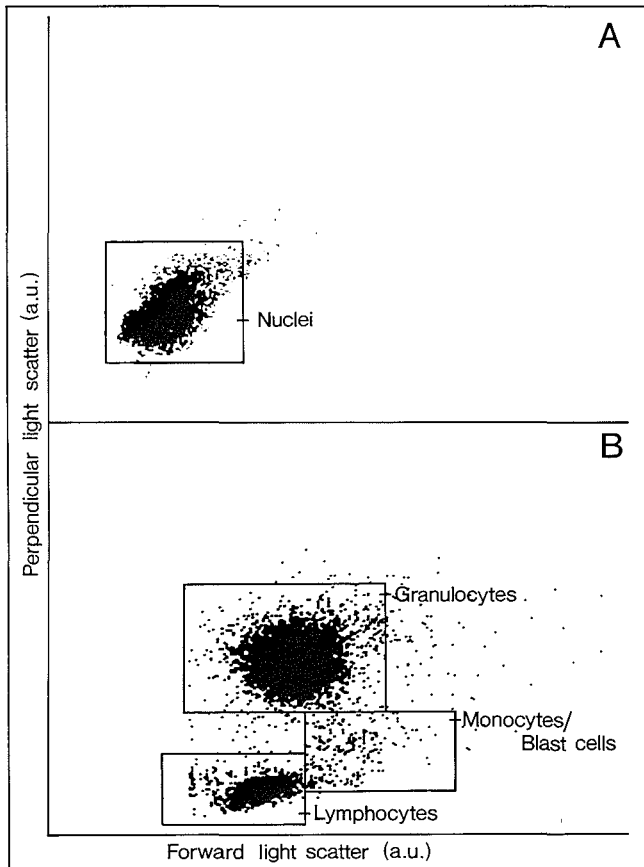 A
Nuclei
Perpendicular light scatter (a.u.)
B
Granulocytes
Monocytes/
Blast cells
Lymphocytes
Forward light scatter (a.u.)